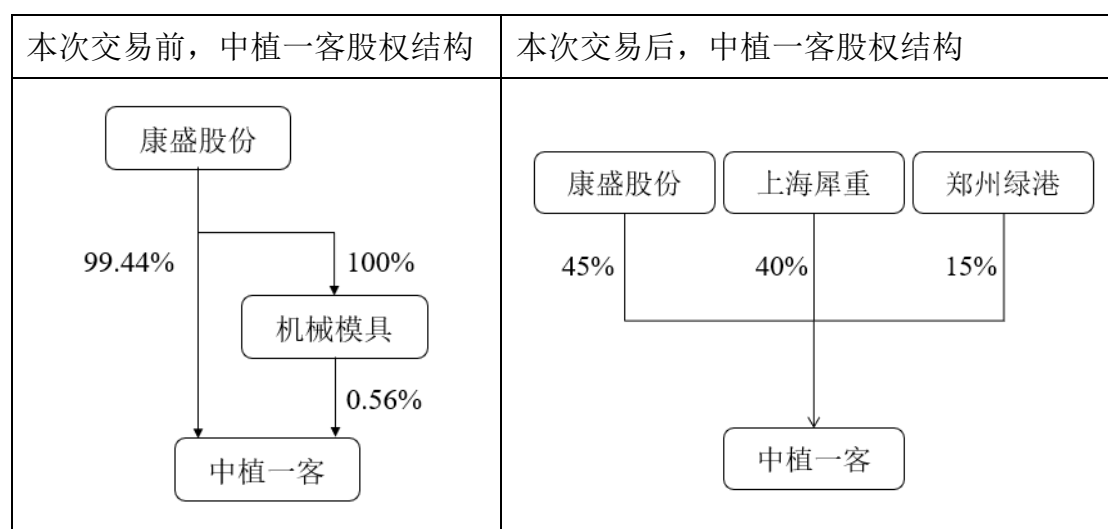 本次交易前，中植一客股权结构
本次交易后，中植一客股权结构
康盛股份
99.44%
100%
机械模具
0.56%
中植一客
康盛股份
上海犀重
郑州绿港
45%
40%
15%
中植一客